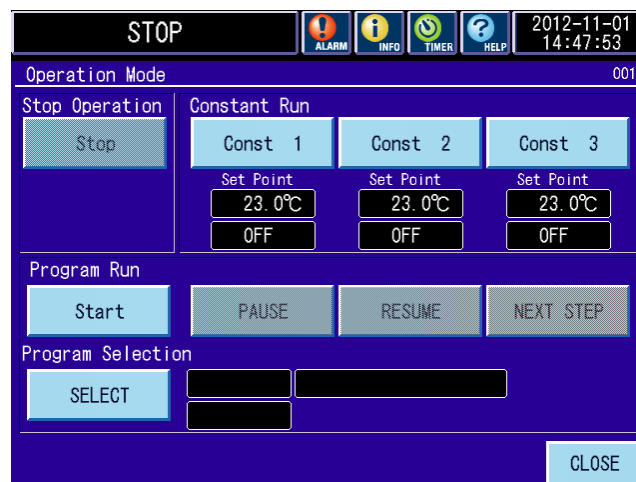 STOP
ALARM INFO TIMER HELP
2012-11-01
14:47:53
Operation Mode 001
Stop Operation Constant Run
Stop Const 1 Const 2 Const 3
Set Point Set Point Set Point
23.0℃ 23.0℃ 23.0℃
OFF OFF OFF
Program Run
Start PAUSE RESUME NEXT STEP
Program Selection
SELECT
CLOSE